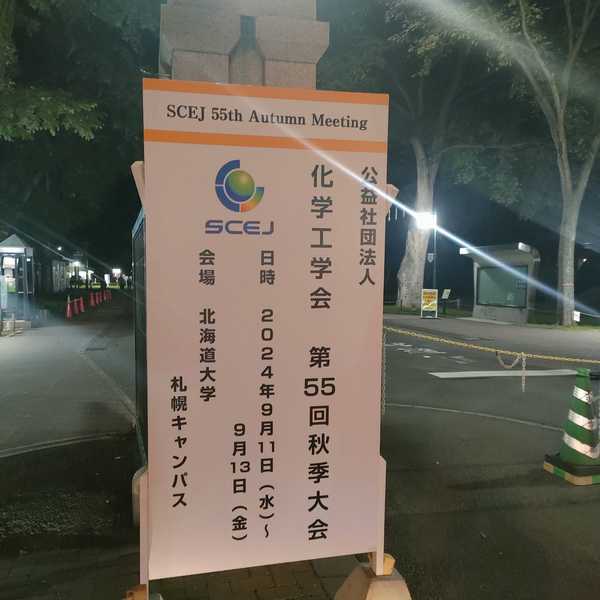 SCEJ 55th Autumn Meeting
公益社団法人
化学工学会 第55回秋季大会
SCEJ
日時 2024年9月11日（水）～
9月13日（金）
会場 北海道大学
札幌キャンパス